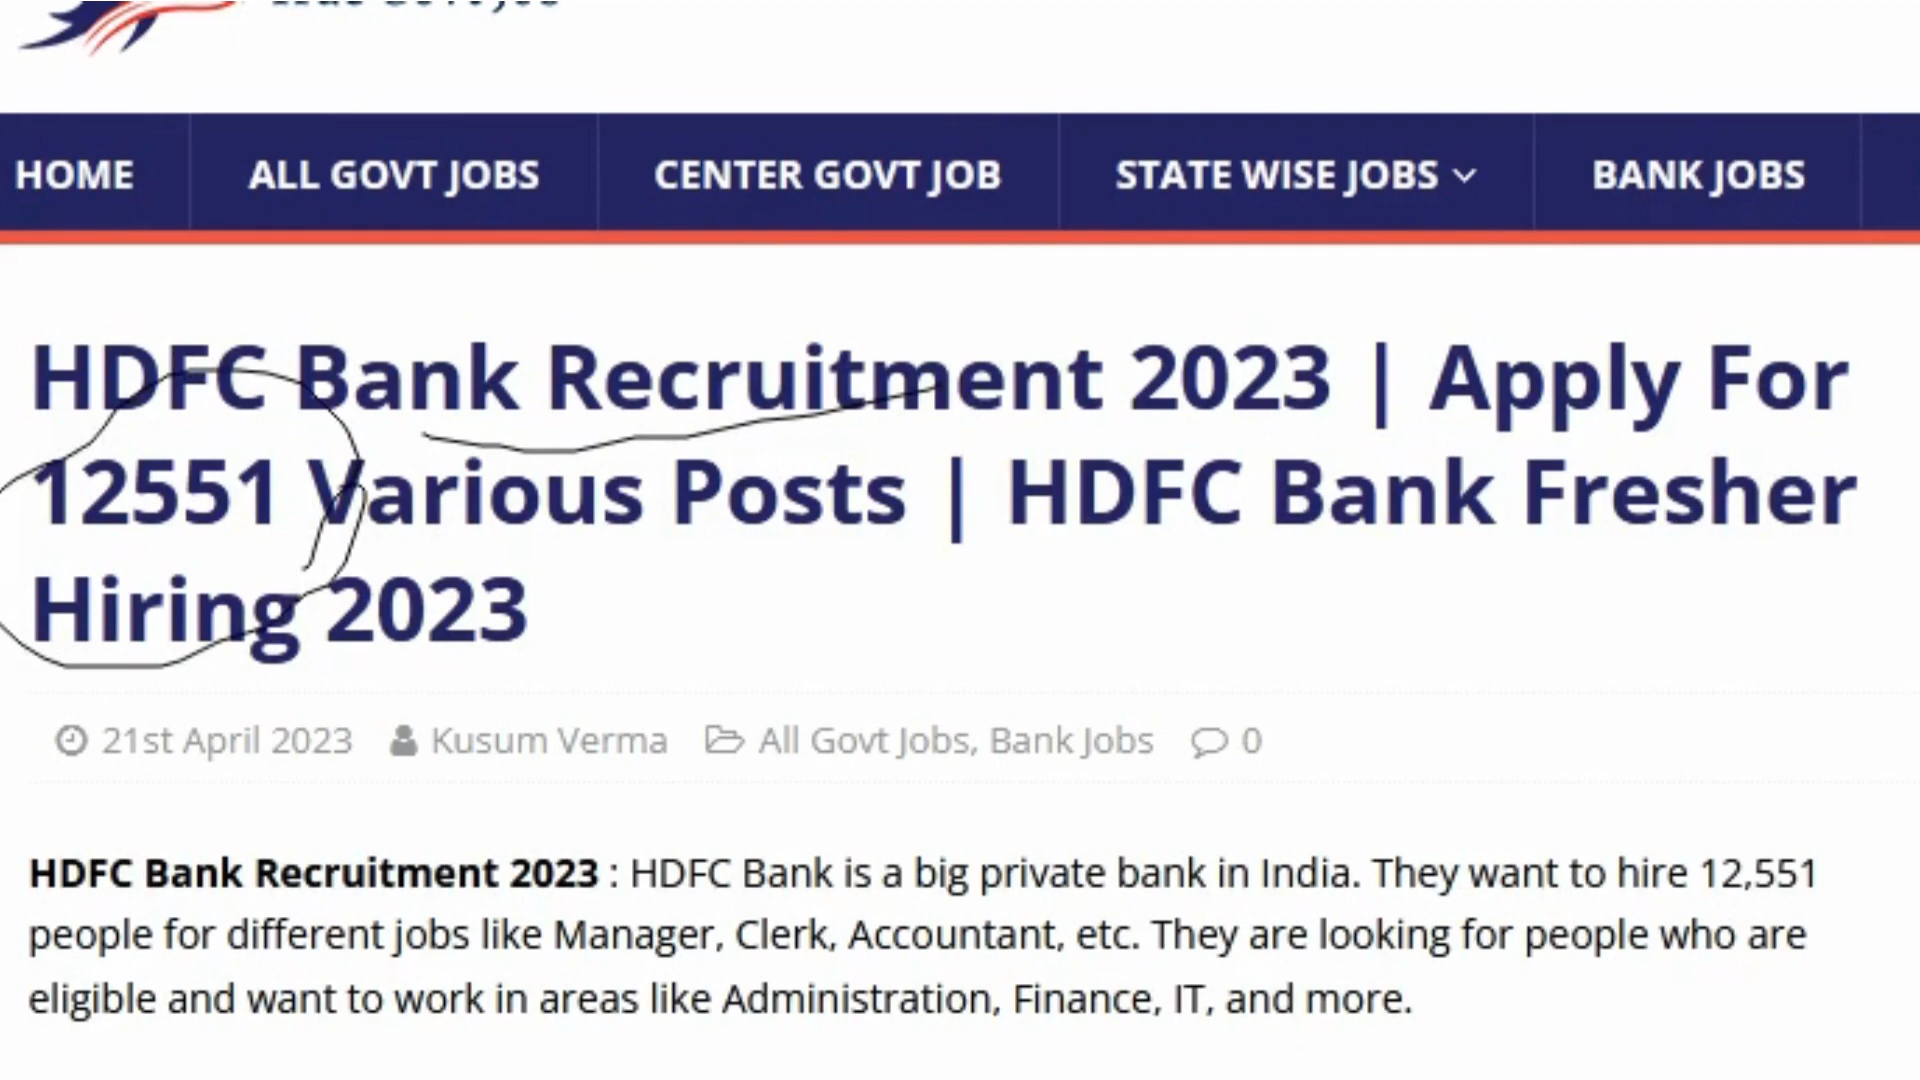 HOME ALL GOVT JOBS CENTER GOVT JOB STATE WISE JOBS BANK JOBS
HDFC Bank Recruitment 2023 | Apply For
12551 Various Posts | HDFC Bank Fresher
Hiring 2023
21st April 2023 Kusum Verma All Govt Jobs, Bank Jobs 0
HDFC Bank Recruitment 2023 : HDFC Bank is a big private bank in India. They want to hire 12,551
people for different jobs like Manager, Clerk, Accountant, etc. They are looking for people who are
eligible and want to work in areas like Administration, Finance, IT, and more.